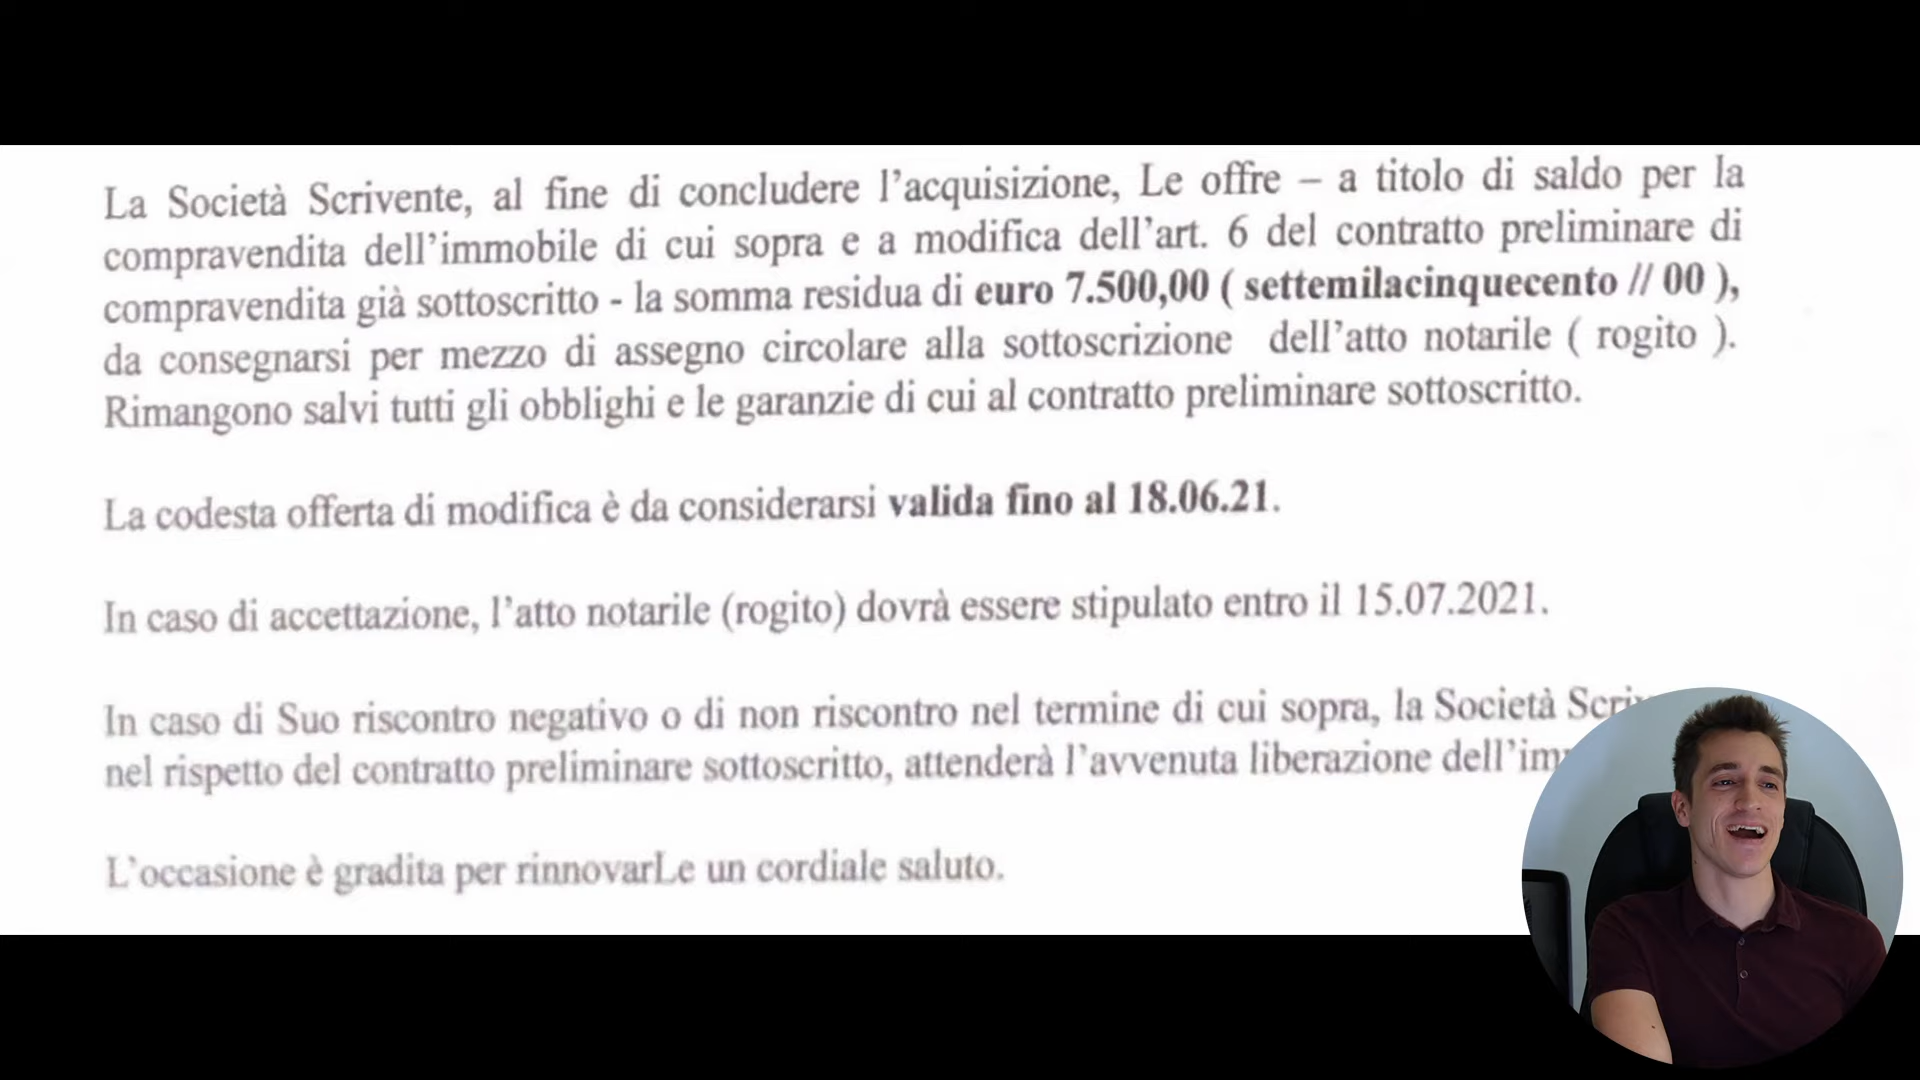 La Società Scrivente, al fine di concludere l'acquisizione, Le offre – a titolo di saldo per la
compravendita dell'immobile di cui sopra e a modifica dell'art. 6 del contratto preliminare di
compravendita già sottoscritto - la somma residua di euro 7.500,00 ( settemilacinquecento // 00 ),
da consegnarsi per mezzo di assegno circolare alla sottoscrizione dell'atto notarile ( rogito ).
Rimangono salvi tutti gli obblighi e le garanzie di cui al contratto preliminare sottoscritto.
La codesta offerta di modifica è da considerarsi valida fino al 18.06.21.
In caso di accettazione, l'atto notarile (rogito) dovrà essere stipulato entro il 15.07.2021.
In caso di Suo riscontro negativo o di non riscontro nel termine di cui sopra, la Società
nel rispetto del contratto preliminare sottoscritto, attenderà l'avvenuta liberazione
L'occasione è gradita per rinnovarLe un cordiale saluto.